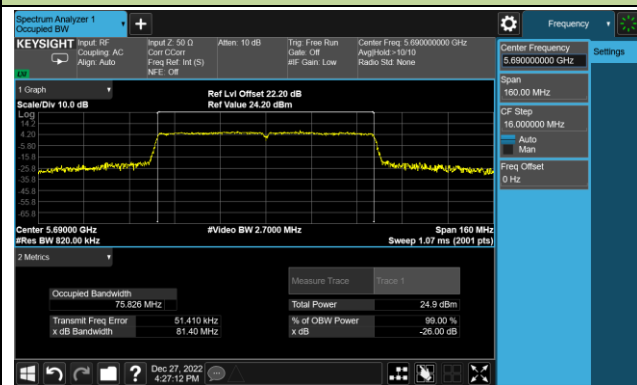 Spectrum Analyzer 1
Occupied BW
+
Frequency
KEYSIGHT
Input: RF
Coupling: AC
Align: Auto
Input Z: 50 Ω
Corr CCorr
Freq Ref: Int (S)
NFE: Off
Atten: 10 dB
Trig: Free Run
Gate: Off
#IF Gain: Low
Center Freq: 5.690000000 GHz
Avg|Hold:>10/10
Radio Std: None
Center Frequency
5.690000000 GHz
Settings
Span
160.00 MHz
CF Step
16.000000 MHz
Auto
Man
Freq Offset
0 Hz
1 Graph
Scale/Div 10.0 dB
Ref Lvl Offset 22.20 dB
Ref Value 24.20 dBm
Log
14.2
4.20
-5.80
-15.8
-25.8
-35.8
-45.8
-55.8
-65.8
Center 5.69000 GHz
#Res BW 820.00 kHz
#Video BW 2.7000 MHz
Span 160 MHz
Sweep 1.07 ms (2001 pts)
2 Metrics
Measure Trace
Trace 1
Occupied Bandwidth
75.826 MHz
Total Power
24.9 dBm
Transmit Freq Error
51.410 kHz
% of OBW Power
99.00 %
x dB Bandwidth
81.40 MHz
x dB
-26.00 dB
?
Dec 27, 2022
4:27:12 PM